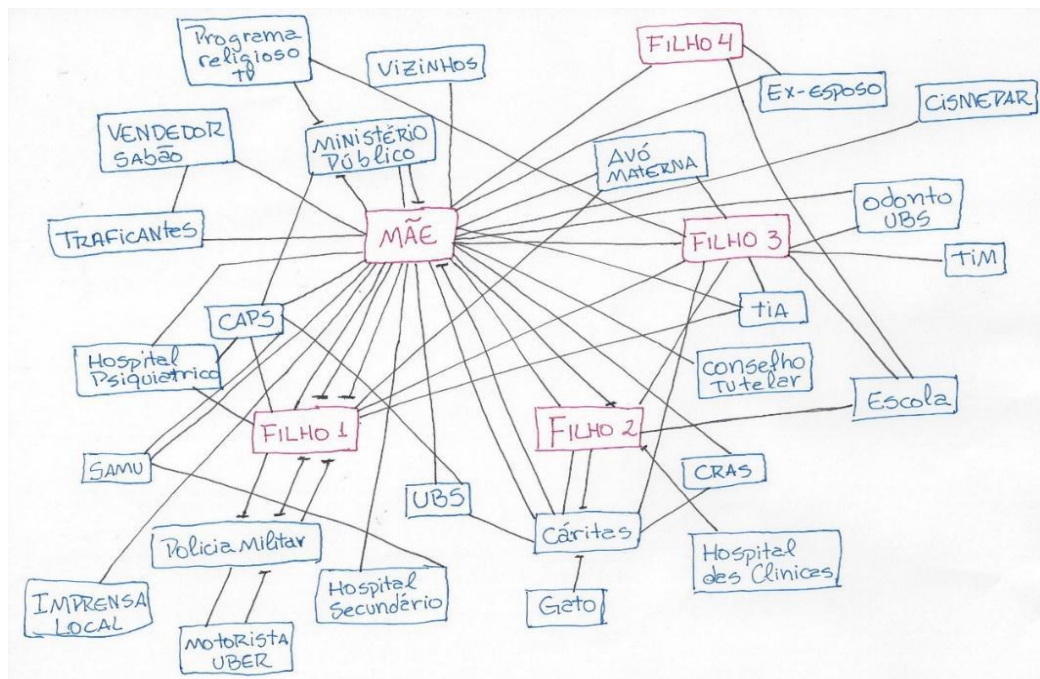 Programa
religioso
TV
VIZINHOS
FILHO 4
EX-ESPOSO
CISMEPAR
VENDEDOR
Sabão
MINISTÉRIO
Público
AVÓ
MATERNA
ODONTO
UBS
TRAFICANTES
MÃE
FILHO 3
TIM
CAPS
TIA
Hospital
Psiquiátrico
CONSELHO
TUTELAR
Escola
FILHO 1
FILHO 2
SAMU
UBS
CRAS
Policia Militar
Cáritas
Hospital
das Clinicas
IMPRENSA
LOCAL
Hospital
Secundário
Gato
MOTORISTA
UBER